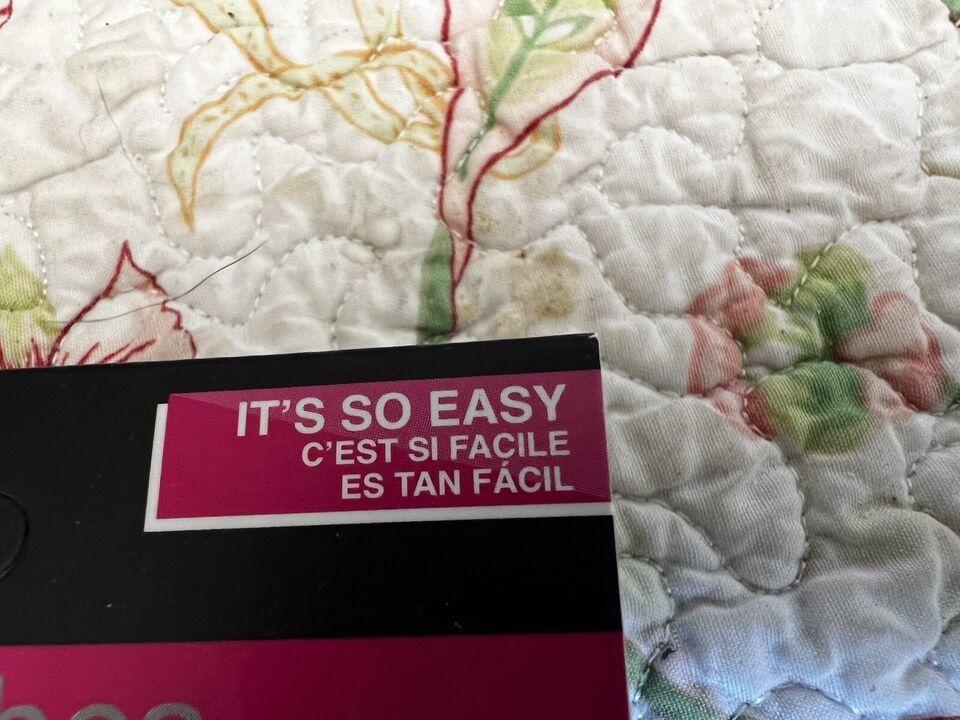 IT'S SO EASY
C'EST SI FACILE
ES TAN FÁCIL